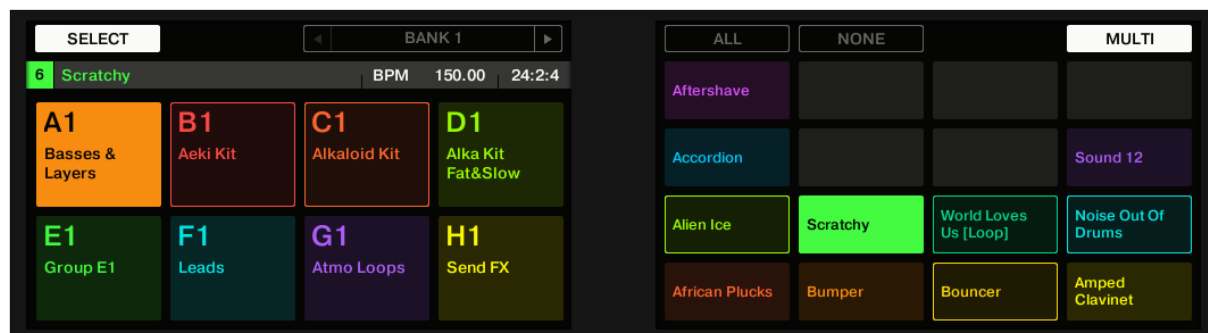 SELECT
BANK 1
6 Scratchy BPM 150.00 24:2:4
A1
Basses &
Layers
B1
Aeki Kit
C1
Alkaloid Kit
D1
Alka Kit
Fat&Slow
E1
Group E1
F1
Leads
G1
Atmo Loops
H1
Send FX
ALL
NONE
MULTI
Aftershave
Accordion
Sound 12
Alien Ice
Scratchy
World Loves
Us [Loop]
Noise Out Of
Drums
African Plucks
Bumper
Bouncer
Amped
Clavinet